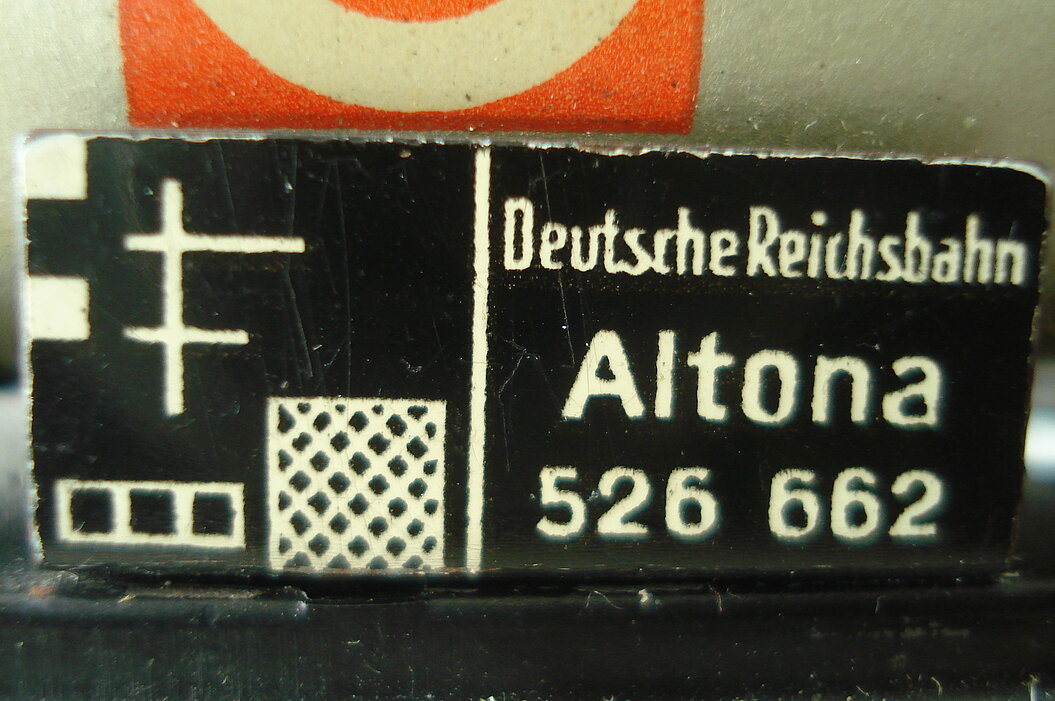 Deutsche Reichsbahn
Altona
526 662